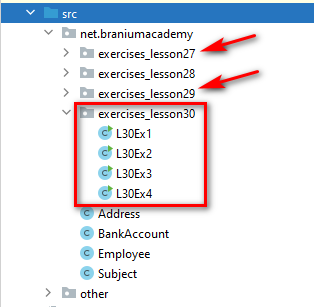 src
net.braniumacademy
exercises_lesson27
exercises_lesson28
exercises_lesson29
exercises_lesson30
L30Ex1
L30Ex2
L30Ex3
L30Ex4
Address
BankAccount
Employee
Subject
other